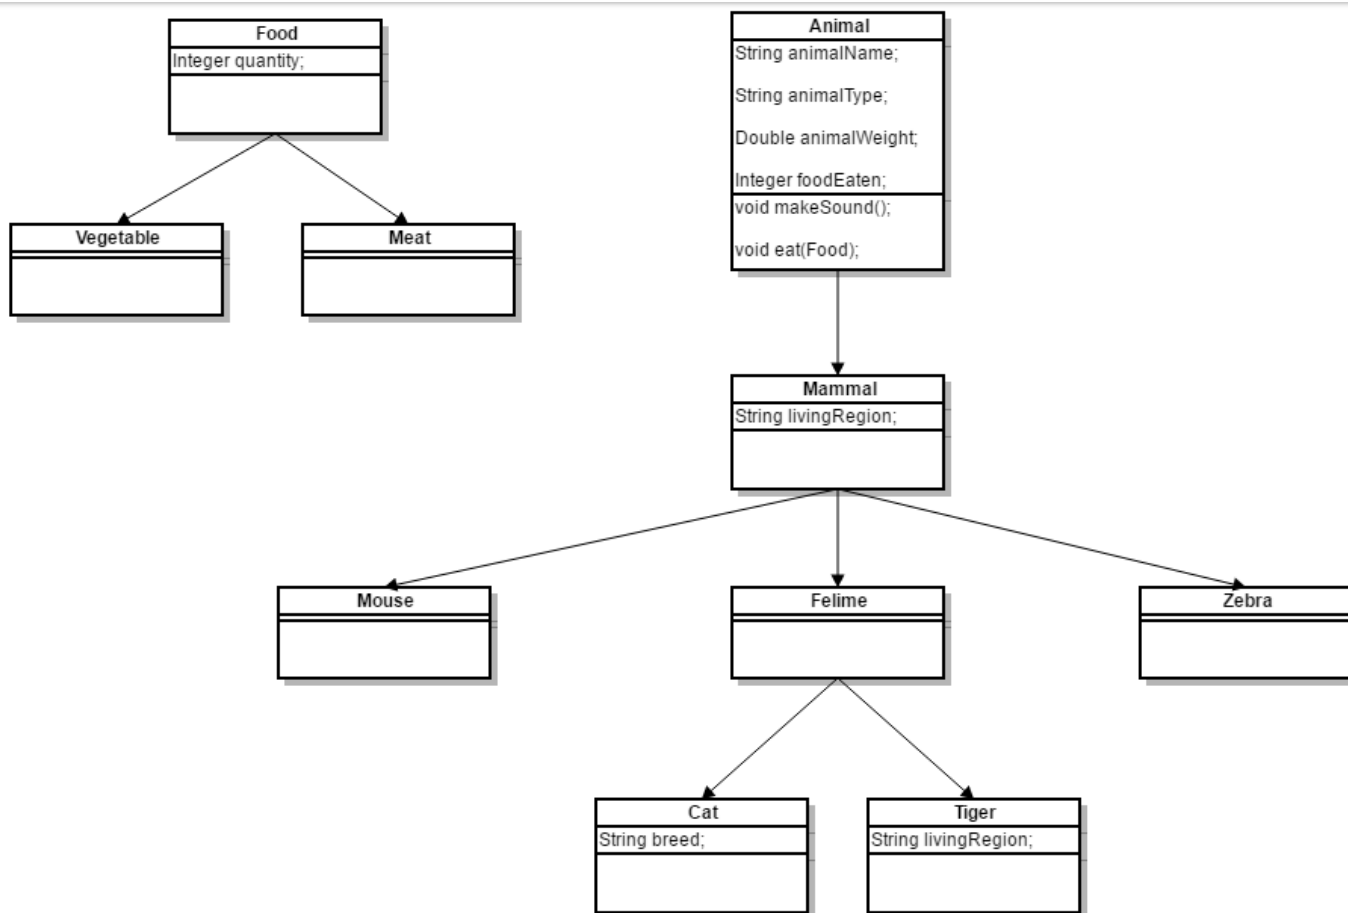 Food
Integer quantity;
Vegetable
Meat
Animal
String animalName;
String animalType;
Double animalWeight;
Integer foodEaten;
void makeSound();
void eat(Food);
Mammal
String livingRegion;
Mouse
Felime
Zebra
Cat
String breed;
Tiger
String livingRegion;